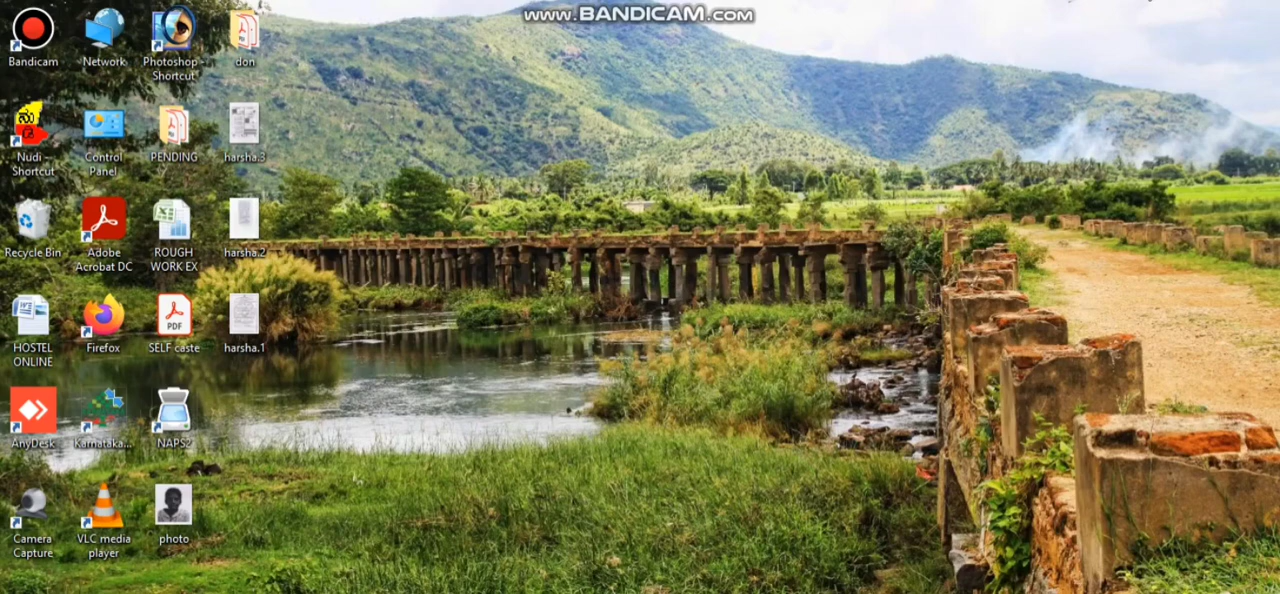 www.BANDICAM.com
Bandicam
Network
Photoshop -
Shortcut
don
Nudi -
Shortcut
Control
Panel
PENDING
harsha.3
Recycle Bin
Adobe
Acrobat DC
ROUGH
WORK EX
harsha.2
HOSTEL
ONLINE
Firefox
PDF
SELF caste
harsha.1
AnyDesk
Karnataka...
NAPS2
Camera
Capture
VLC media
player
photo